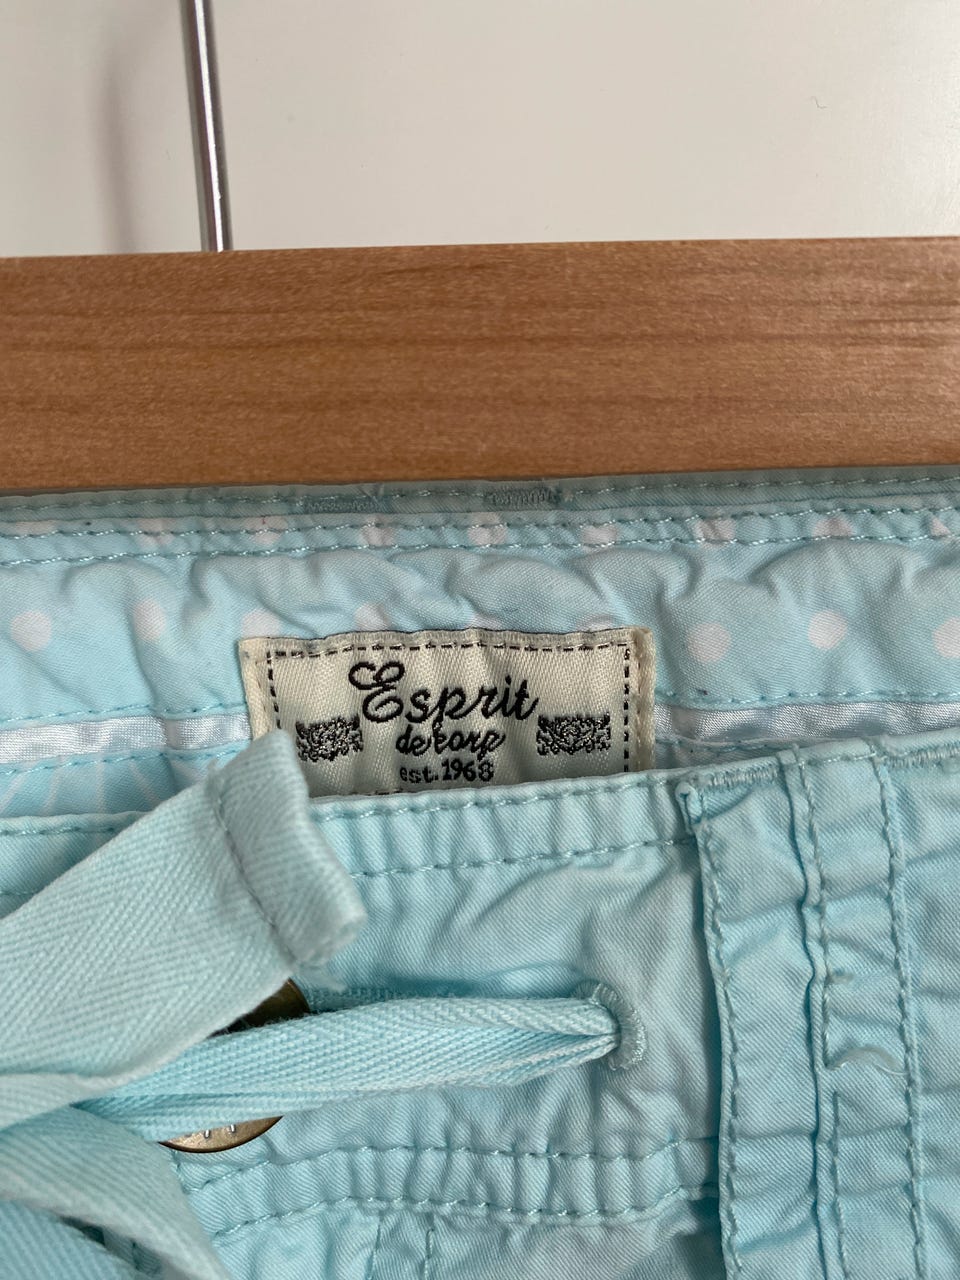 Esprit
de corp
est.1968